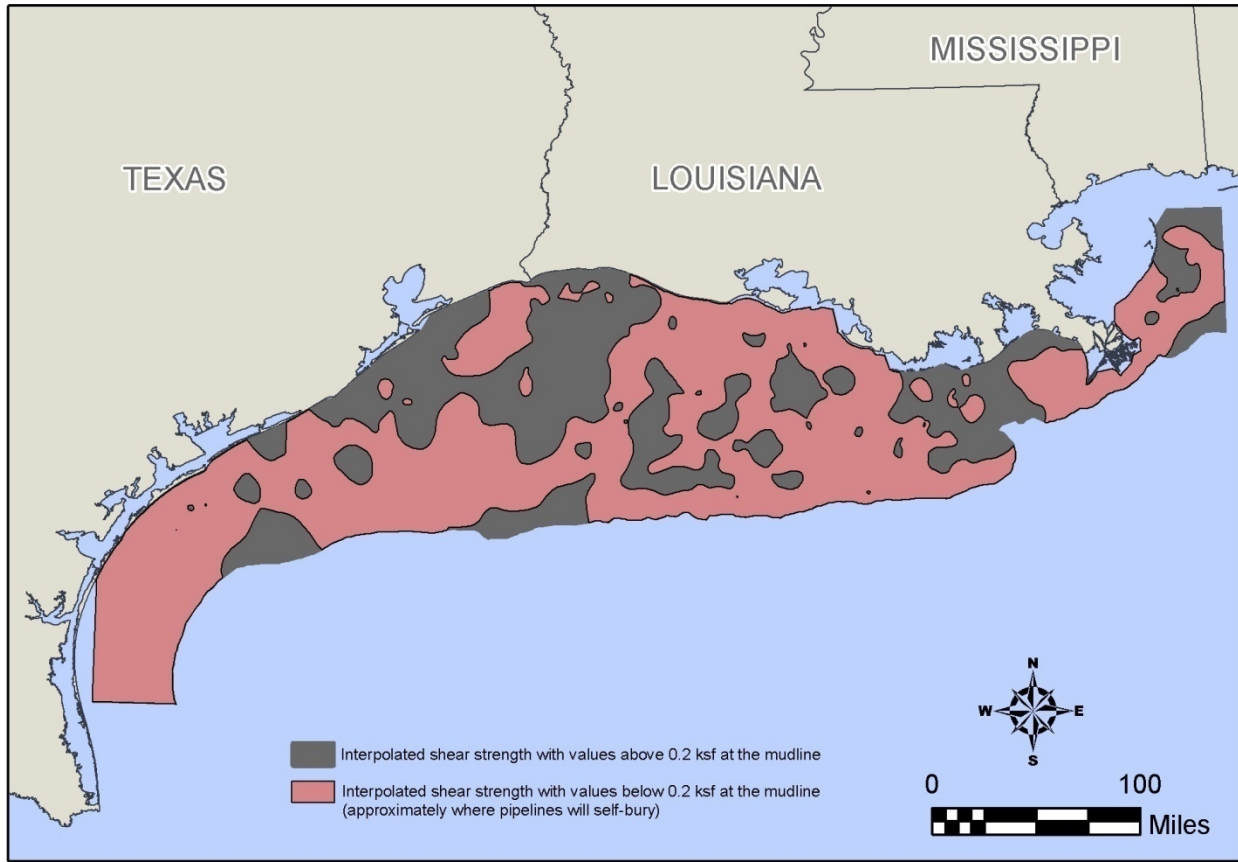 MISSISSIPPI
TEXAS
LOUISIANA
N
W E
S
Interpolated shear strength with values above 0.2 ksf at the mudline
Interpolated shear strength with values below 0.2 ksf at the mudline
(approximately where pipelines will self-bury)
0 100
Miles